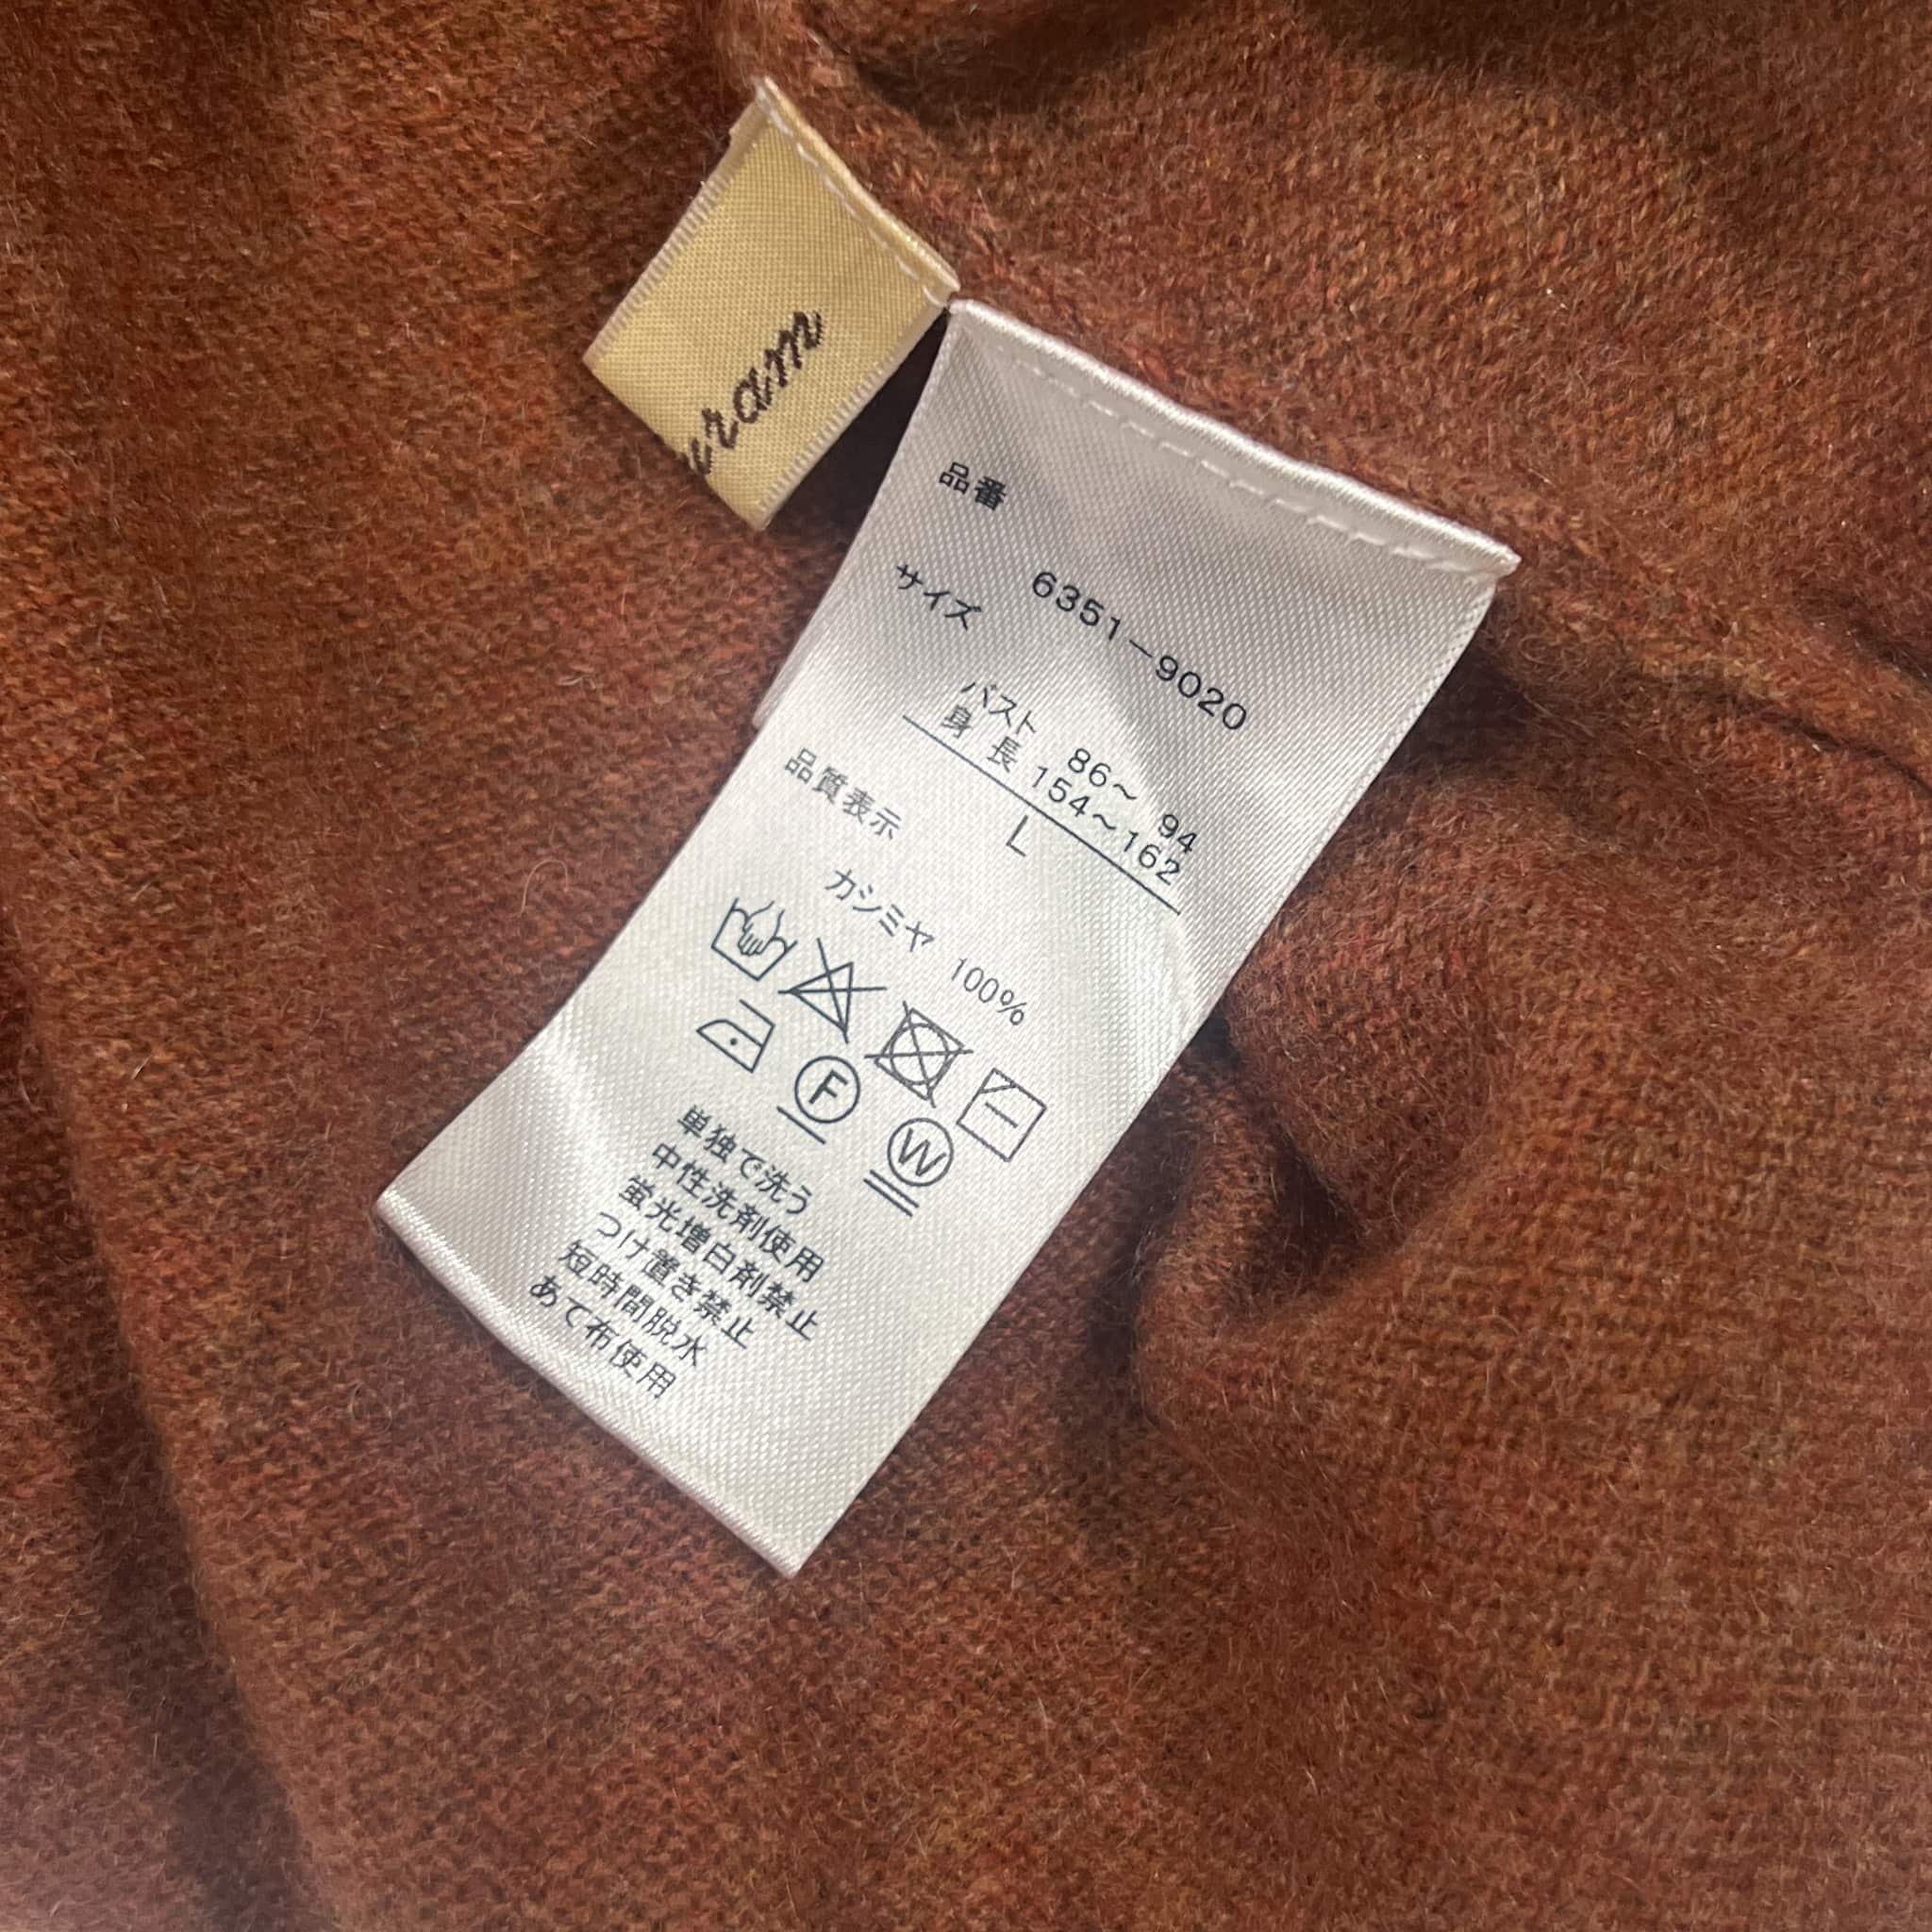 品番
6351-9020
サイズ
バスト 86~ 94
身長 154~162
L
品質表示
カシミヤ 100%
F
W
単独で洗う
中性洗剤使用
蛍光増白剤禁止
つけ置き禁止
短時間脱水
あて布使用